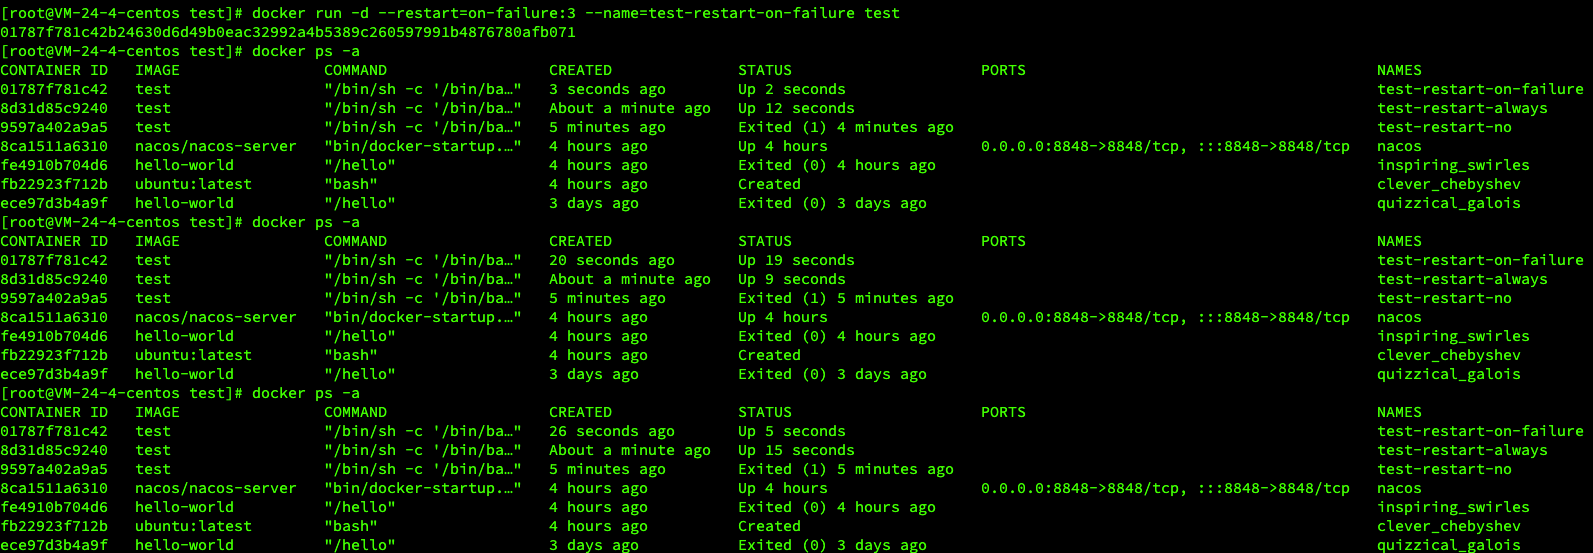 [root@VM-24-4-centos test]# docker run -d --restart=on-failure:3 --name=test-restart-on-failure test
01787f781c42b24630d6d49b0eac32992a4b5389c260597991b4876780afb071
[root@VM-24-4-centos test]# docker ps -a
CONTAINER ID   IMAGE                COMMAND                  CREATED              STATUS                     PORTS                                       NAMES
01787f781c42   test                 "/bin/sh -c '/bin/ba…"   3 seconds ago        Up 2 seconds                                                           test-restart-on-failure
8d31d85c9240   test                 "/bin/sh -c '/bin/ba…"   About a minute ago   Up 12 seconds                                                          test-restart-always
9597a402a9a5   test                 "/bin/sh -c '/bin/ba…"   5 minutes ago        Exited (1) 4 minutes ago                                               test-restart-no
8ca1511a6310   nacos/nacos-server   "bin/docker-startup.…"   4 hours ago          Up 4 hours                 0.0.0.0:8848->8848/tcp, :::8848->8848/tcp   nacos
fe4910b704d6   hello-world          "/hello"                 4 hours ago          Exited (0) 4 hours ago                                                 inspiring_swirles
fb22923f712b   ubuntu:latest        "bash"                   4 hours ago          Created                                                                clever_chebyshev
ece97d3b4a9f   hello-world          "/hello"                 3 days ago           Exited (0) 3 days ago                                                  quizzical_galois
[root@VM-24-4-centos test]# docker ps -a
CONTAINER ID   IMAGE                COMMAND                  CREATED              STATUS                     PORTS                                       NAMES
01787f781c42   test                 "/bin/sh -c '/bin/ba…"   20 seconds ago       Up 19 seconds                                                          test-restart-on-failure
8d31d85c9240   test                 "/bin/sh -c '/bin/ba…"   About a minute ago   Up 9 seconds                                                           test-restart-always
9597a402a9a5   test                 "/bin/sh -c '/bin/ba…"   5 minutes ago        Exited (1) 5 minutes ago                                               test-restart-no
8ca1511a6310   nacos/nacos-server   "bin/docker-startup.…"   4 hours ago          Up 4 hours                 0.0.0.0:8848->8848/tcp, :::8848->8848/tcp   nacos
fe4910b704d6   hello-world          "/hello"                 4 hours ago          Exited (0) 4 hours ago                                                 inspiring_swirles
fb22923f712b   ubuntu:latest        "bash"                   4 hours ago          Created                                                                clever_chebyshev
ece97d3b4a9f   hello-world          "/hello"                 3 days ago           Exited (0) 3 days ago                                                  quizzical_galois
[root@VM-24-4-centos test]# docker ps -a
CONTAINER ID   IMAGE                COMMAND                  CREATED              STATUS                     PORTS                                       NAMES
01787f781c42   test                 "/bin/sh -c '/bin/ba…"   26 seconds ago       Up 5 seconds                                                           test-restart-on-failure
8d31d85c9240   test                 "/bin/sh -c '/bin/ba…"   About a minute ago   Up 15 seconds                                                          test-restart-always
9597a402a9a5   test                 "/bin/sh -c '/bin/ba…"   5 minutes ago        Exited (1) 5 minutes ago                                               test-restart-no
8ca1511a6310   nacos/nacos-server   "bin/docker-startup.…"   4 hours ago          Up 4 hours                 0.0.0.0:8848->8848/tcp, :::8848->8848/tcp   nacos
fe4910b704d6   hello-world          "/hello"                 4 hours ago          Exited (0) 4 hours ago                                                 inspiring_swirles
fb22923f712b   ubuntu:latest        "bash"                   4 hours ago          Created                                                                clever_chebyshev
ece97d3b4a9f   hello-world          "/hello"                 3 days ago           Exited (0) 3 days ago                                                  quizzical_galois